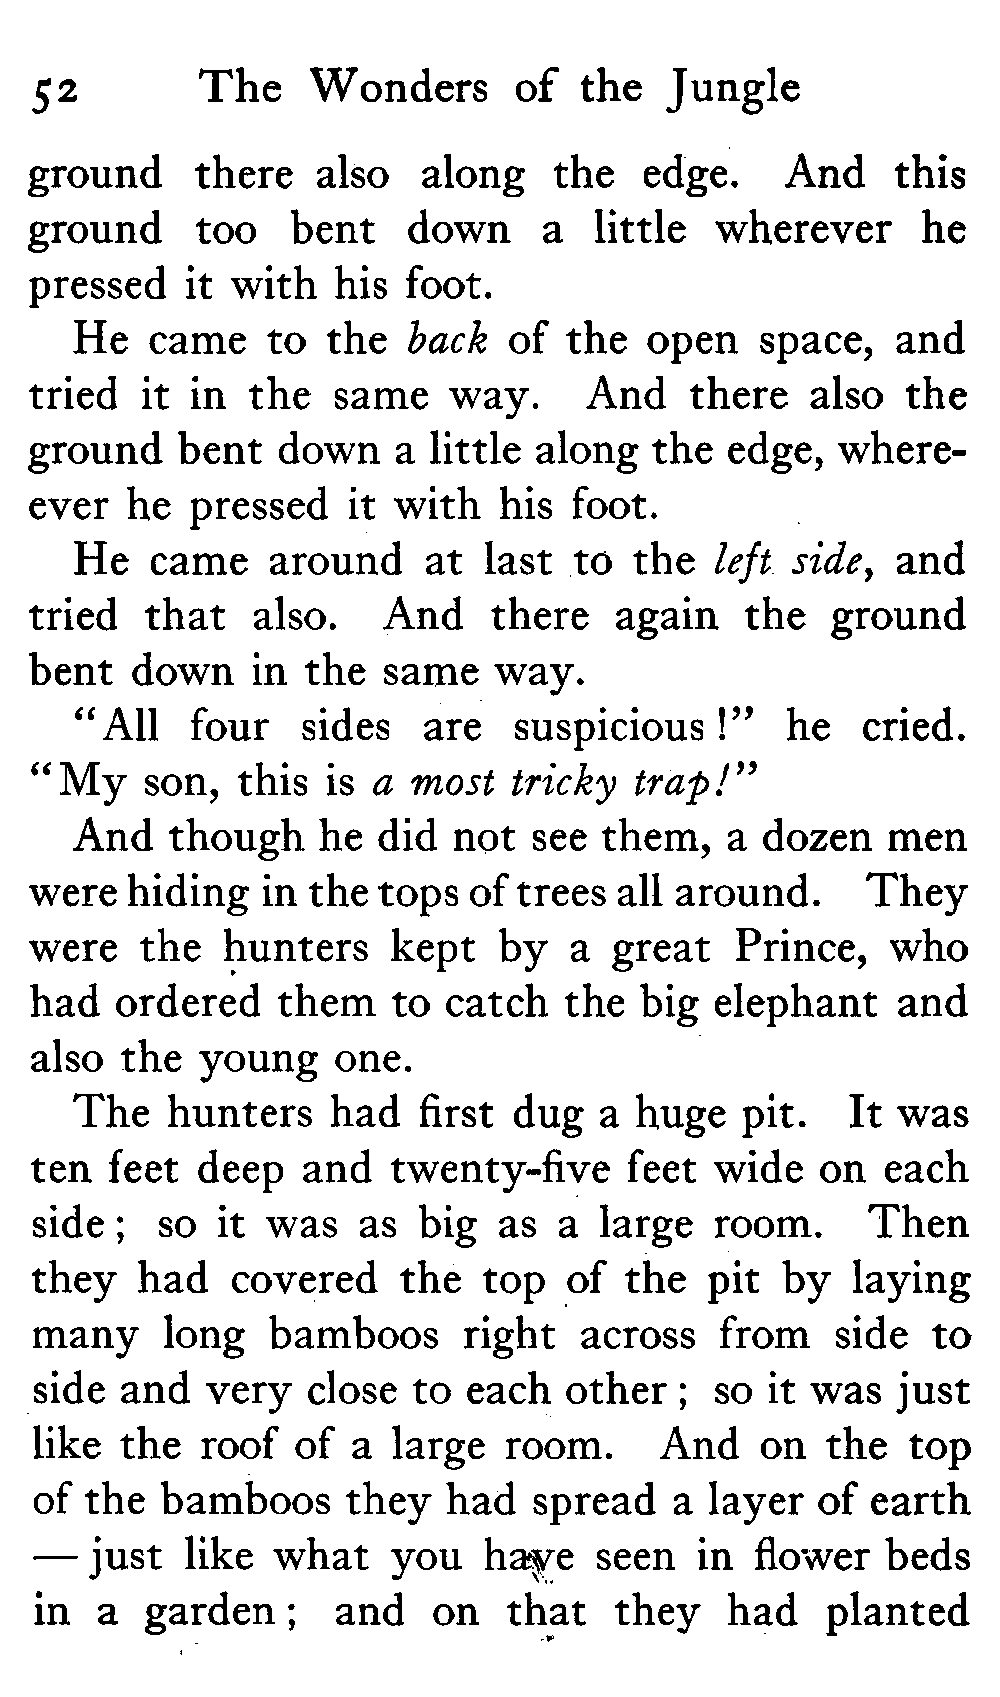 52 The Wonders of the Jungle
ground there also along the edge. And this
ground too bent down a little wherever he
pressed it with his foot.
He came to the back of the open space, and
tried it in the same way. And there also the
ground bent down a little along the edge, where-
ever he pressed it with his foot.
He came around at last to the left side, and
tried that also. And there again the ground
bent down in the same way.
“All four sides are suspicious!” he cried.
“My son, this is a most tricky trap!”
And though he did not see them, a dozen men
were hiding in the tops of trees all around. They
were the hunters kept by a great Prince, who
had ordered them to catch the big elephant and
also the young one.
The hunters had first dug a huge pit. It was
ten feet deep and twenty-five feet wide on each
side; so it was as big as a large room. Then
they had covered the top of the pit by laying
many long bamboos right across from side to
side and very close to each other; so it was just
like the roof of a large room. And on the top
of the bamboos they had spread a layer of earth
— just like what you have seen in flower beds
in a garden; and on that they had planted